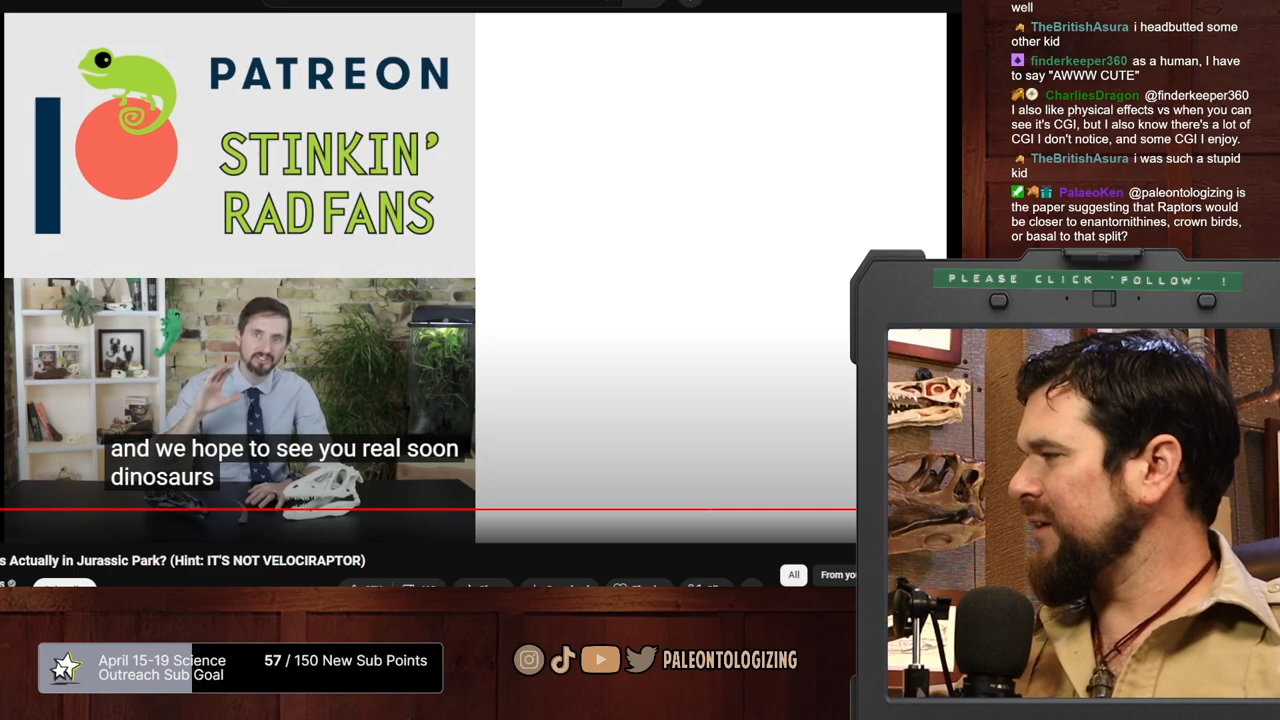 PATREON
STINKIN'
RAD FANS
and we hope to see you real soon
dinosaurs
s Actually in Jurassic Park? (Hint: IT'S NOT VELOCIRAPTOR)
All
From you
April 15-19 Science
Outreach Sub Goal
57 / 150 New Sub Points
PALEONTOLOGIZING
well
TheBritishAsura i headbutted some
other kid
finderkeeper360 as a human, I have
to say "AWWW CUTE"
CharliesDragon @finderkeeper360
I also like physical effects vs when you can
see it's CGI, but I also know there's a lot of
CGI I don't notice, and some CGI I enjoy.
TheBritishAsura i was such a stupid
kid
PalaeoKen @paleontologizing is
the paper suggesting that Raptors would
be closer to enantornithines, crown birds,
or basal to that split?
PLEASE CLICK 'FOLLOW' !